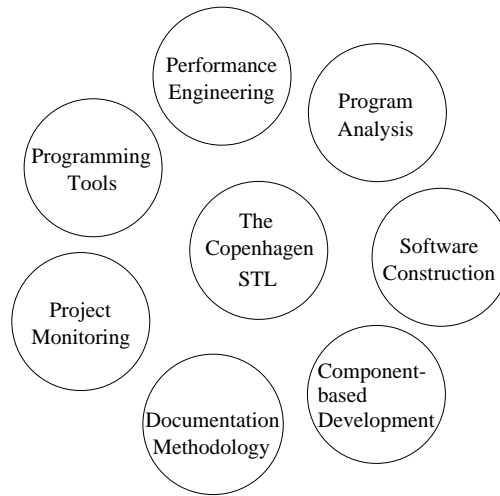 Performance
Engineering
Program
Analysis
Programming
Tools
The
Copenhagen
STL
Software
Construction
Project
Monitoring
Component-
based
Development
Documentation
Methodology